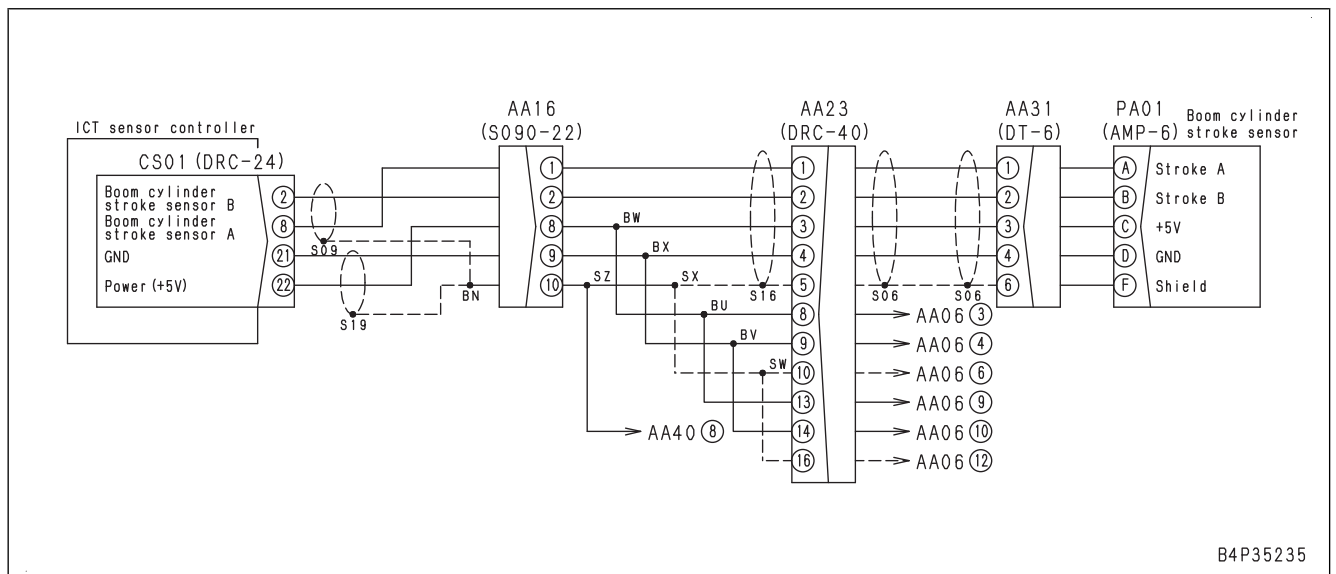 AA16
(S090-22)
AA23
(DRC-40)
AA31
(DT-6)
PA01
(AMP-6)
Boom cylinder
stroke sensor
ICT sensor controller
CS01 (DRC-24)
Boom cylinder
stroke sensor B
Boom cylinder
stroke sensor A
GND
Power (+5V)
2
8
21
22
S09
S19
BN
1
2
8
9
10
BW
BX
SZ
SX
BU
BV
SW
S16
AA40 8
1
2
3
4
5
8
9
10
13
14
16
S06
S06
AA06 3
AA06 4
AA06 6
AA06 9
AA06 10
AA06 12
1
2
3
4
6
A Stroke A
B Stroke B
C +5V
D GND
F Shield
B4P35235